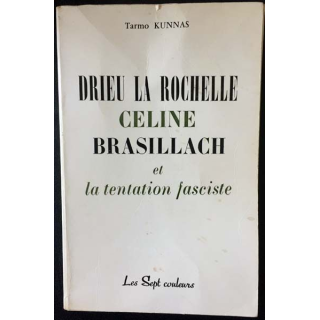 Tarmo KUNNAS
DRIEU LA ROCHELLE
CELINE
BRASILLACH
et
la tentation fasciste
Les Sept couleurs